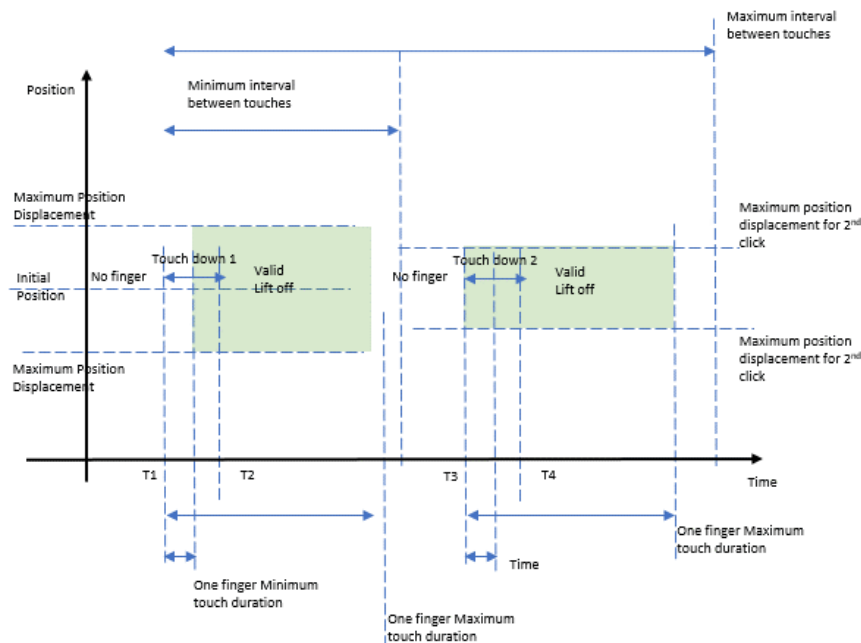 Maximum interval
between touches
Minimum interval
between touches
Position
Maximum Position
Displacement
Maximum position
displacement for 2nd
click
Touch down 1
Touch down 2
No finger
Valid
Lift off
No finger
Valid
Lift off
Initial
Position
Maximum Position
Displacement
Maximum position
displacement for 2nd
click
T1
T2
T3
T4
Time
One finger Maximum
touch duration
Time
One finger Minimum
touch duration
One finger Maximum
touch duration